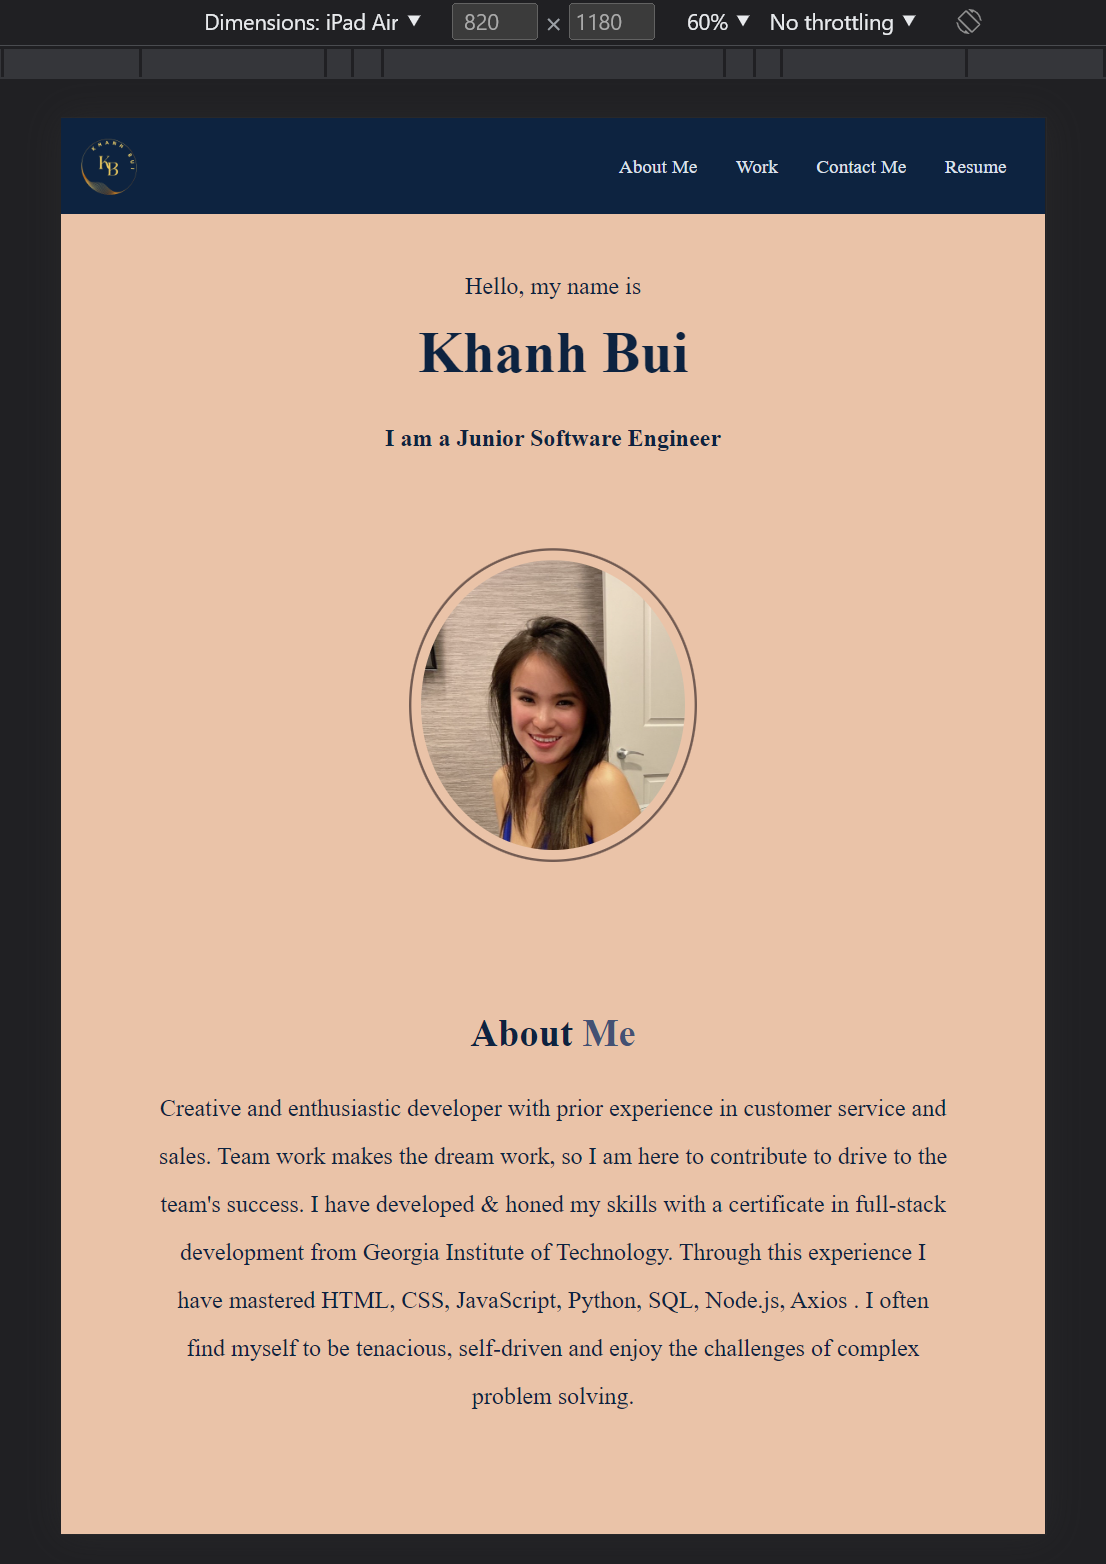 Dimensions: iPad Air ▼ 820 × 1180 60% ▼ No throttling ▼
KHANH BUI
KB
About Me Work Contact Me Resume
Hello, my name is
Khanh Bui
I am a Junior Software Engineer
About Me
Creative and enthusiastic developer with prior experience in customer service and
sales. Team work makes the dream work, so I am here to contribute to drive to the
team's success. I have developed & honed my skills with a certificate in full-stack
development from Georgia Institute of Technology. Through this experience I
have mastered HTML, CSS, JavaScript, Python, SQL, Node.js, Axios . I often
find myself to be tenacious, self-driven and enjoy the challenges of complex
problem solving.